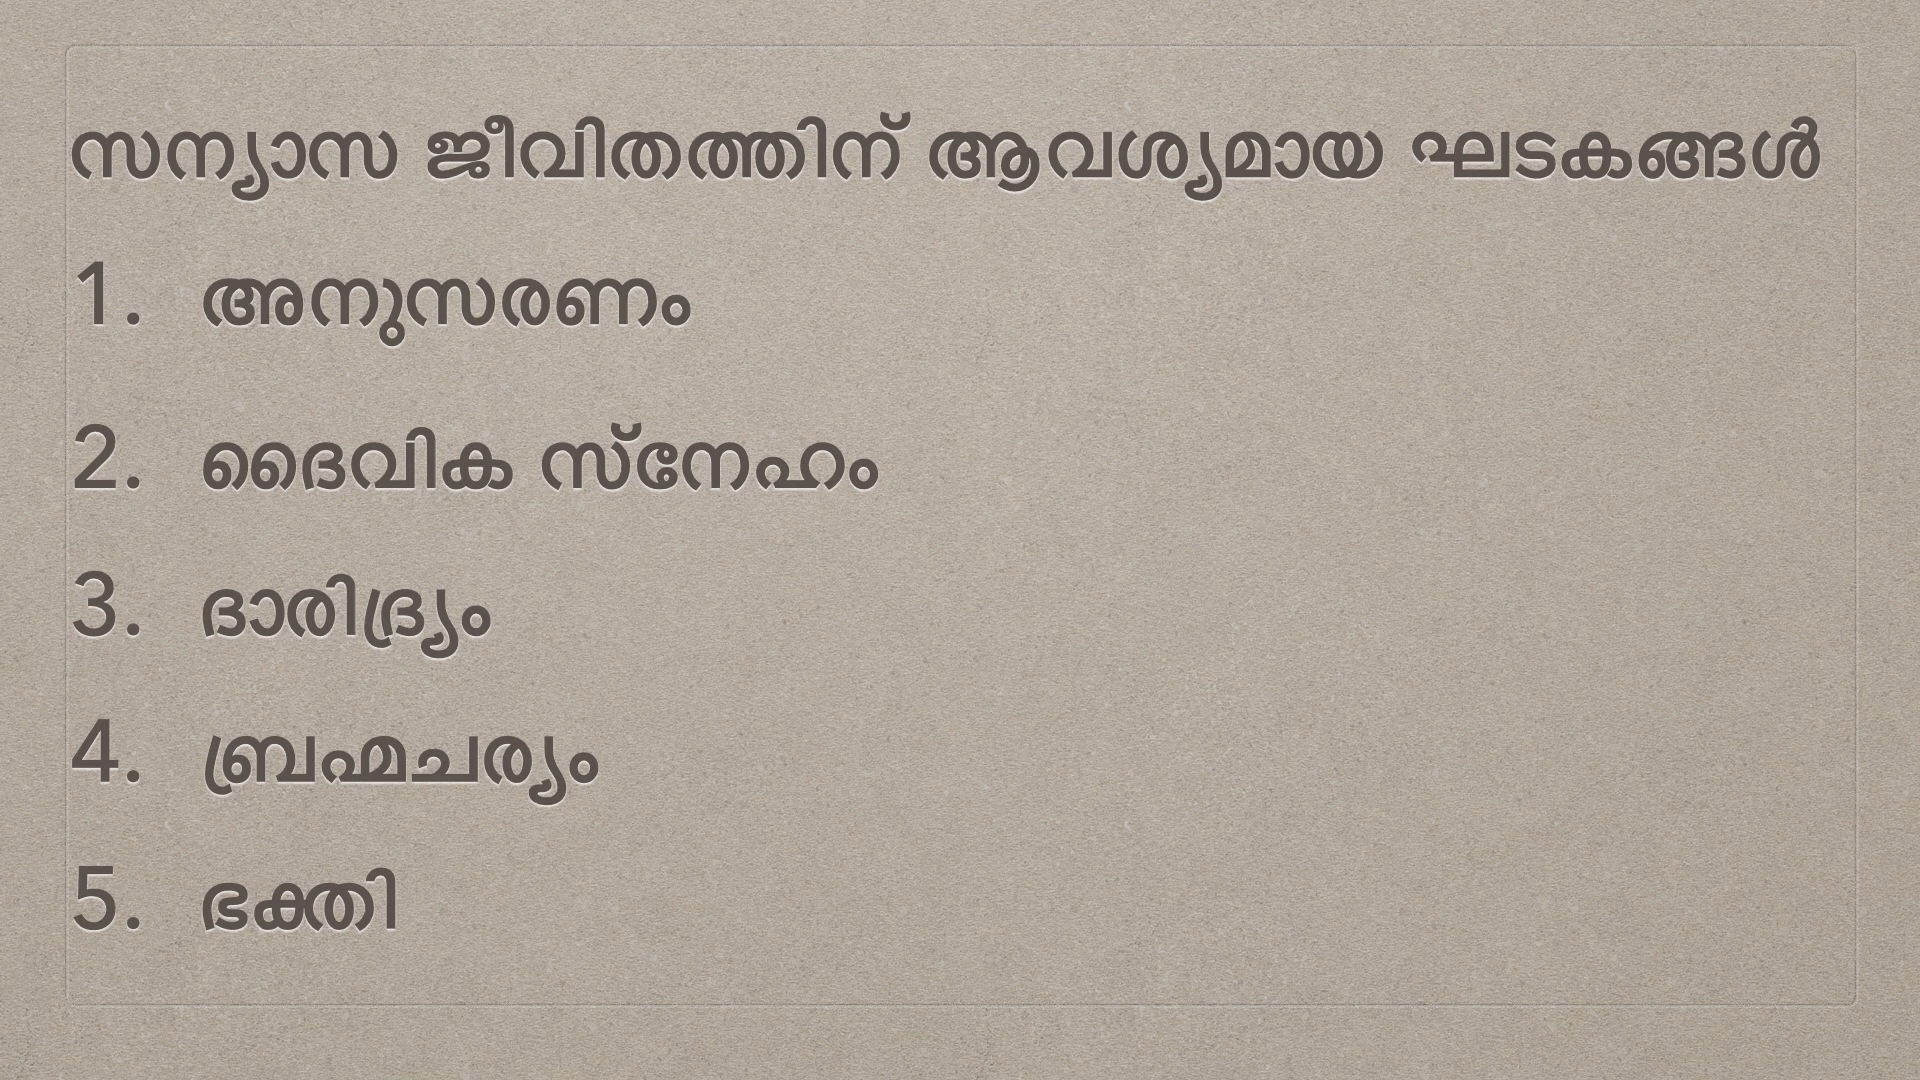 സന്യാസ ജീവിതത്തിന് ആവശ്യമായ ഘടകങ്ങൾ
1. അനുസരണം
2. ദൈവിക സ്നേഹം
3. ദാരിദ്ര്യം
4. ബ്രഹ്മചര്യം
5. ഭക്തി